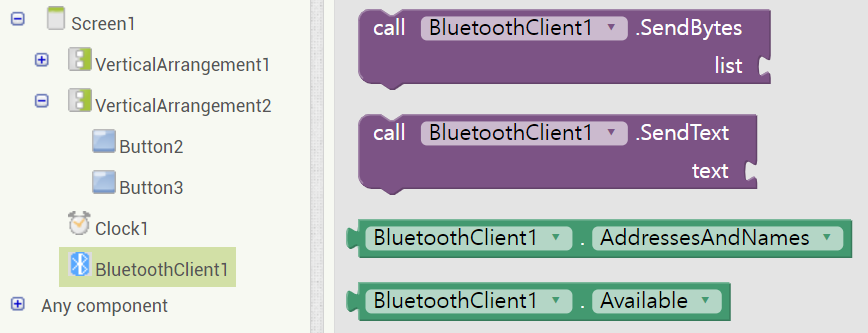 Screen1
VerticalArrangement1
VerticalArrangement2
Button2
Button3
Clock1
BluetoothClient1
Any component
call BluetoothClient1 .SendBytes
list
call BluetoothClient1 .SendText
text
BluetoothClient1 . AddressesAndNames
BluetoothClient1 . Available